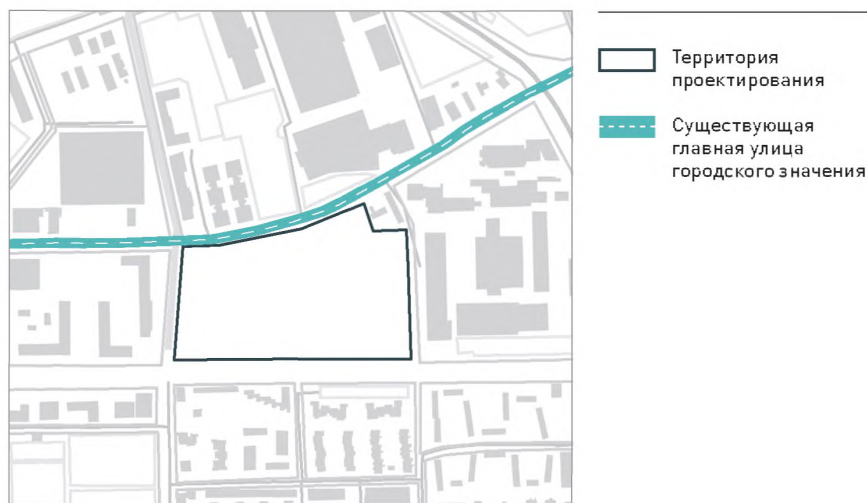 Территория
проектирования
Существующая
главная улица
городского значения